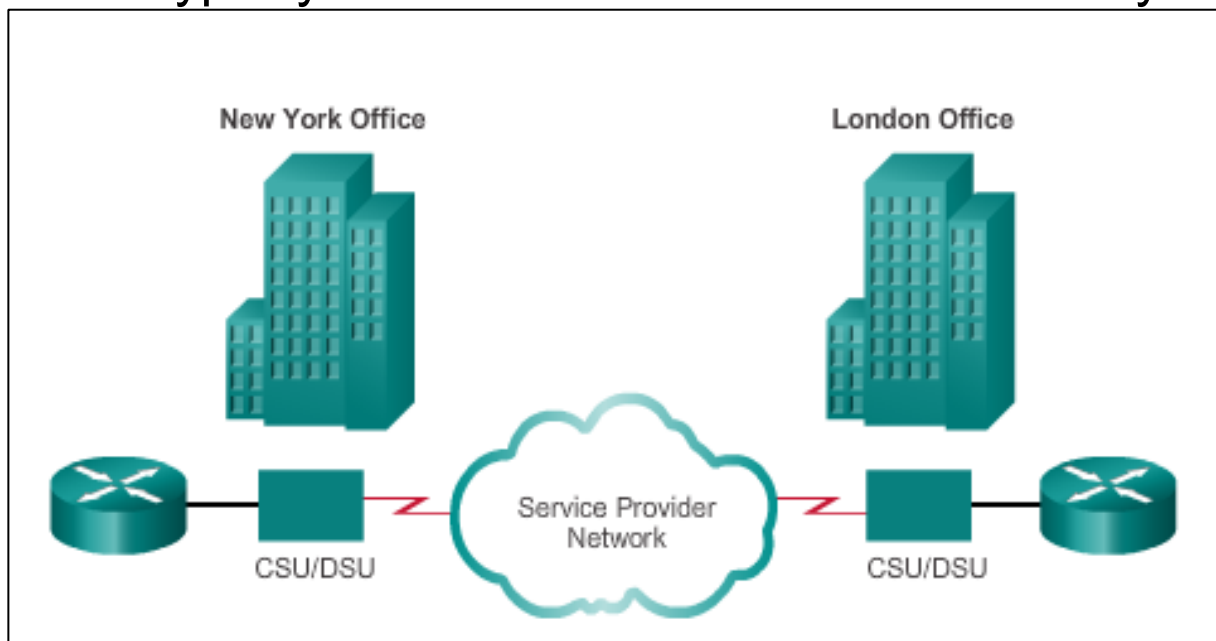 New York Office
London Office
Service Provider
Network
CSU/DSU
CSU/DSU